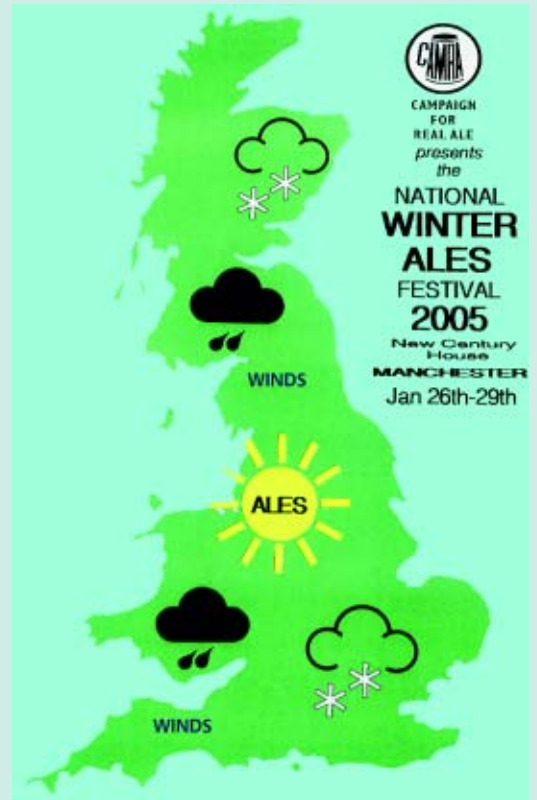 CAMRA
CAMPAIGN
FOR
REAL ALE
presents
the
NATIONAL
WINTER
ALES
FESTIVAL
2005
New Century
House
MANCHESTER
Jan 26th-29th
WINDS
ALES
WINDS